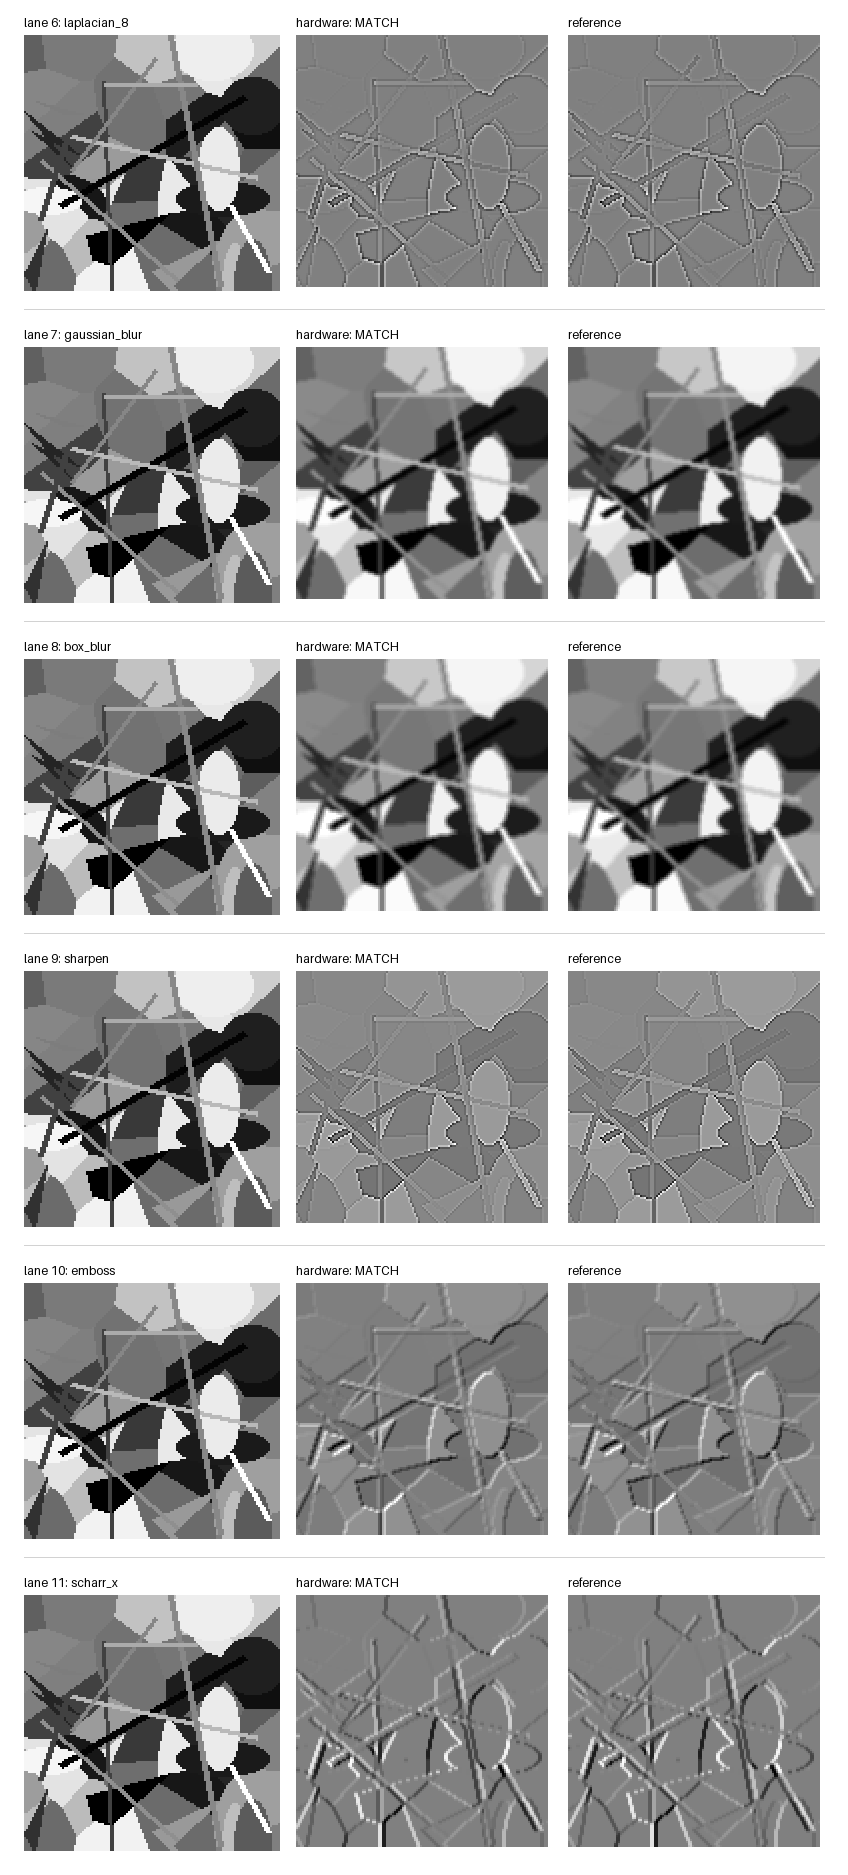 lane 6: laplacian_8
hardware: MATCH
reference
lane 7: gaussian_blur
hardware: MATCH
reference
lane 8: box_blur
hardware: MATCH
reference
lane 9: sharpen
hardware: MATCH
reference
lane 10: emboss
hardware: MATCH
reference
lane 11: scharr_x
hardware: MATCH
reference